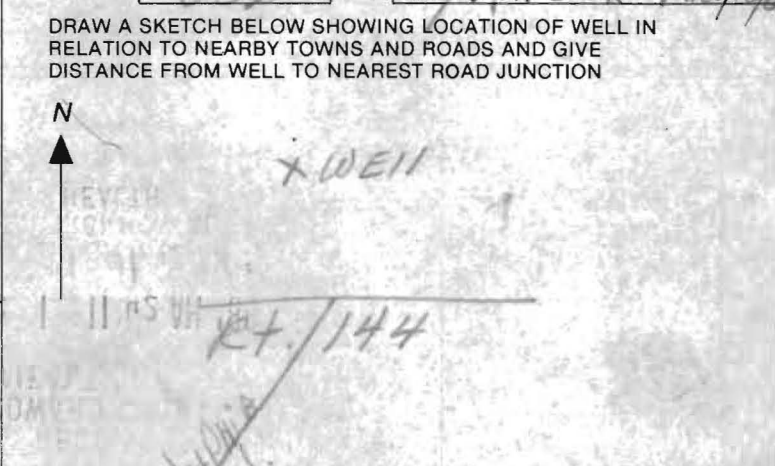 DRAW A SKETCH BELOW SHOWING LOCATION OF WELL IN
RELATION TO NEARBY TOWNS AND ROADS AND GIVE
DISTANCE FROM WELL TO NEAREST ROAD JUNCTION
N
x WEll
Rt. 144